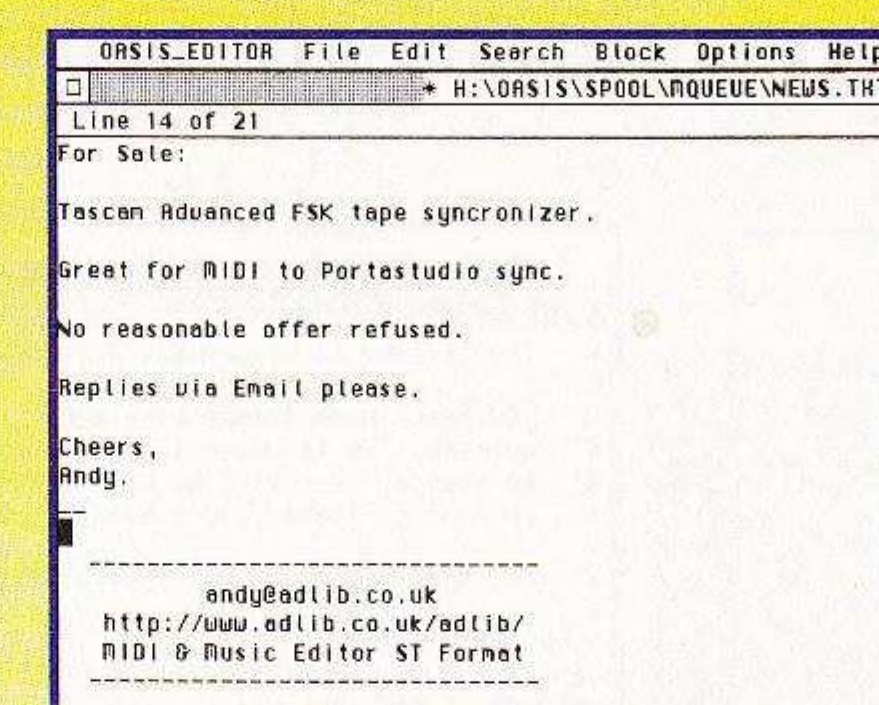 OASIS_EDITOR File Edit Search Block Options Help
* H:\OASIS\SPOOL\MQUEUE\NEWS.TXT
Line 14 of 21
For Sale:
Tascam Advanced FSK tape syncronizer.
Great for MIDI to Portastudio sync.
No reasonable offer refused.
Replies via Email please.
Cheers,
Andy.
--
------------------------------
andy@adlib.co.uk
http://www.adlib.co.uk/adlib/
MIDI & Music Editor ST Format
------------------------------